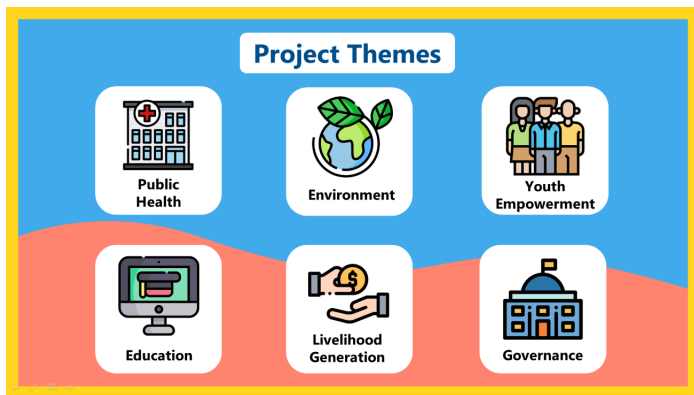 Project Themes
Public
Health
Environment
Youth
Empowerment
Education
Livelihood
Generation
Governance
$